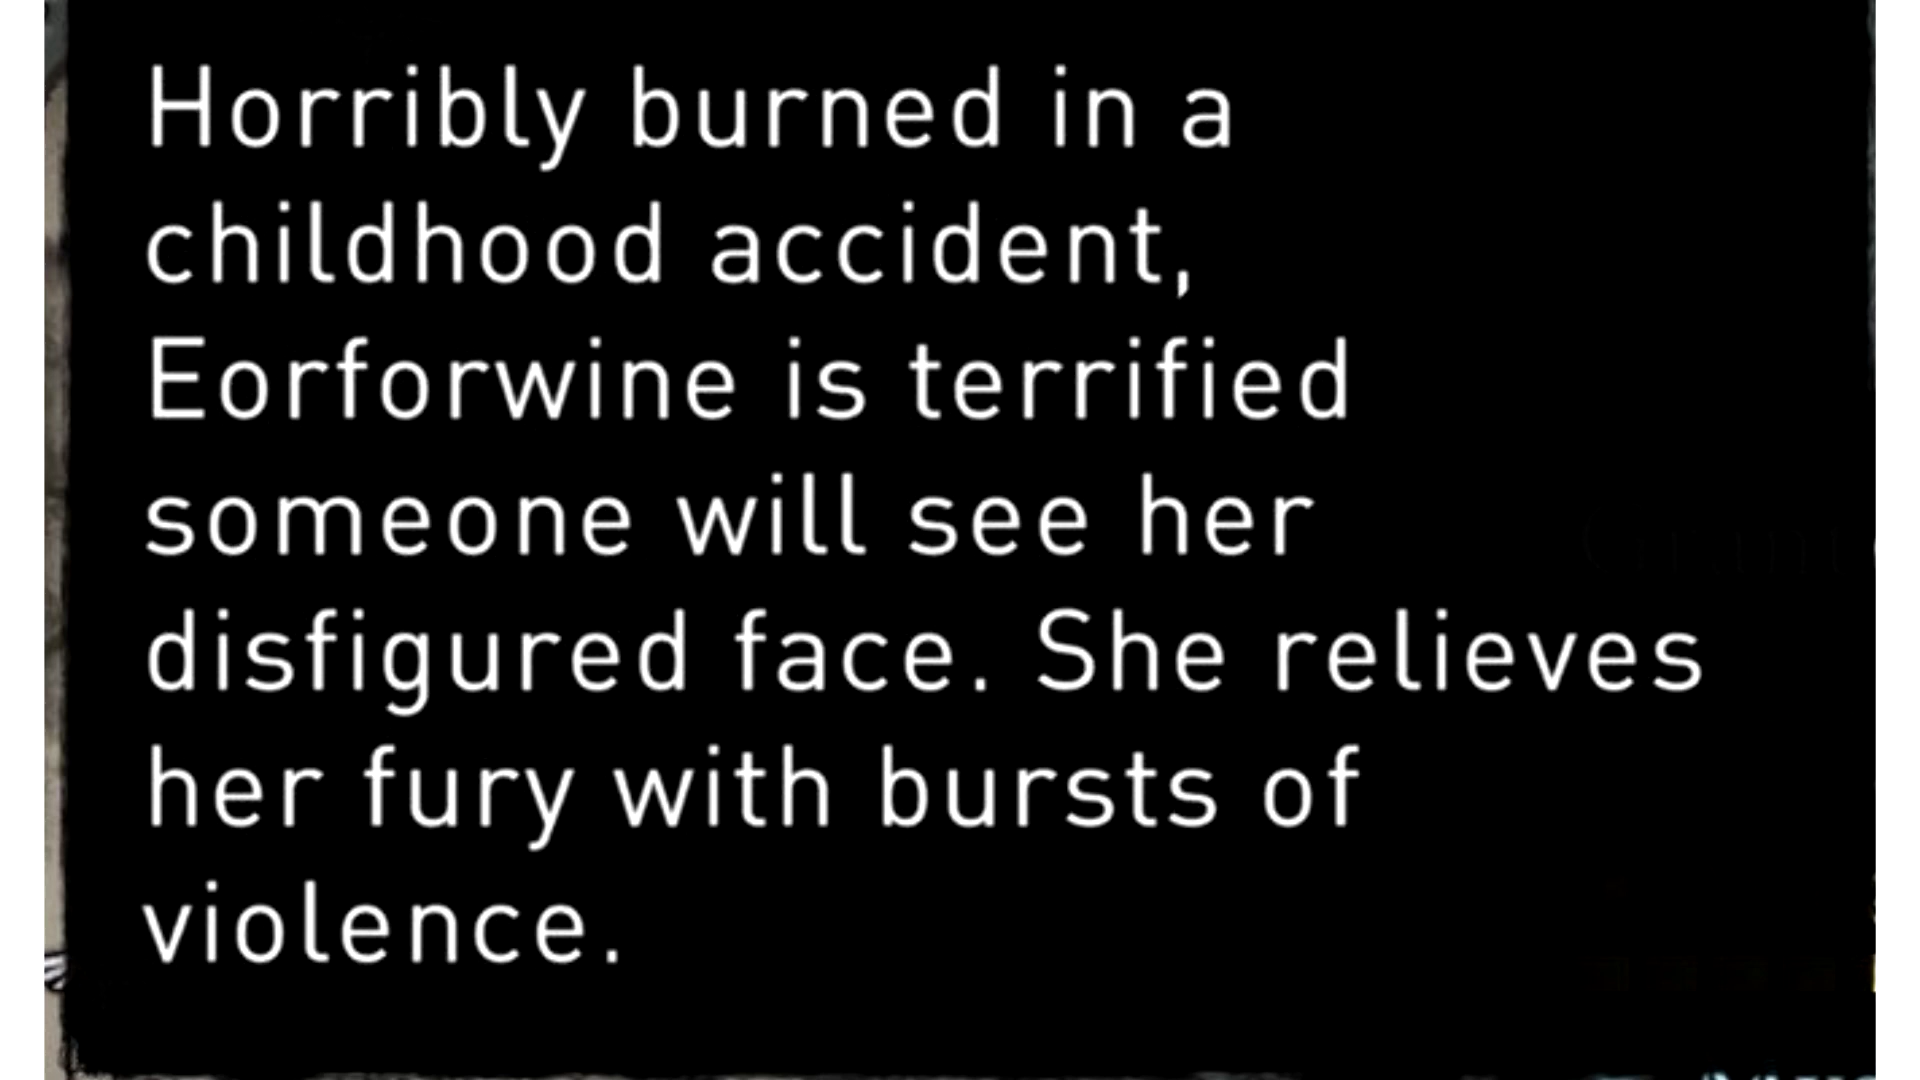 Horribly burned in a
childhood accident,
Eorforwine is terrified
someone will see her
disfigured face. She relieves
her fury with bursts of
violence.